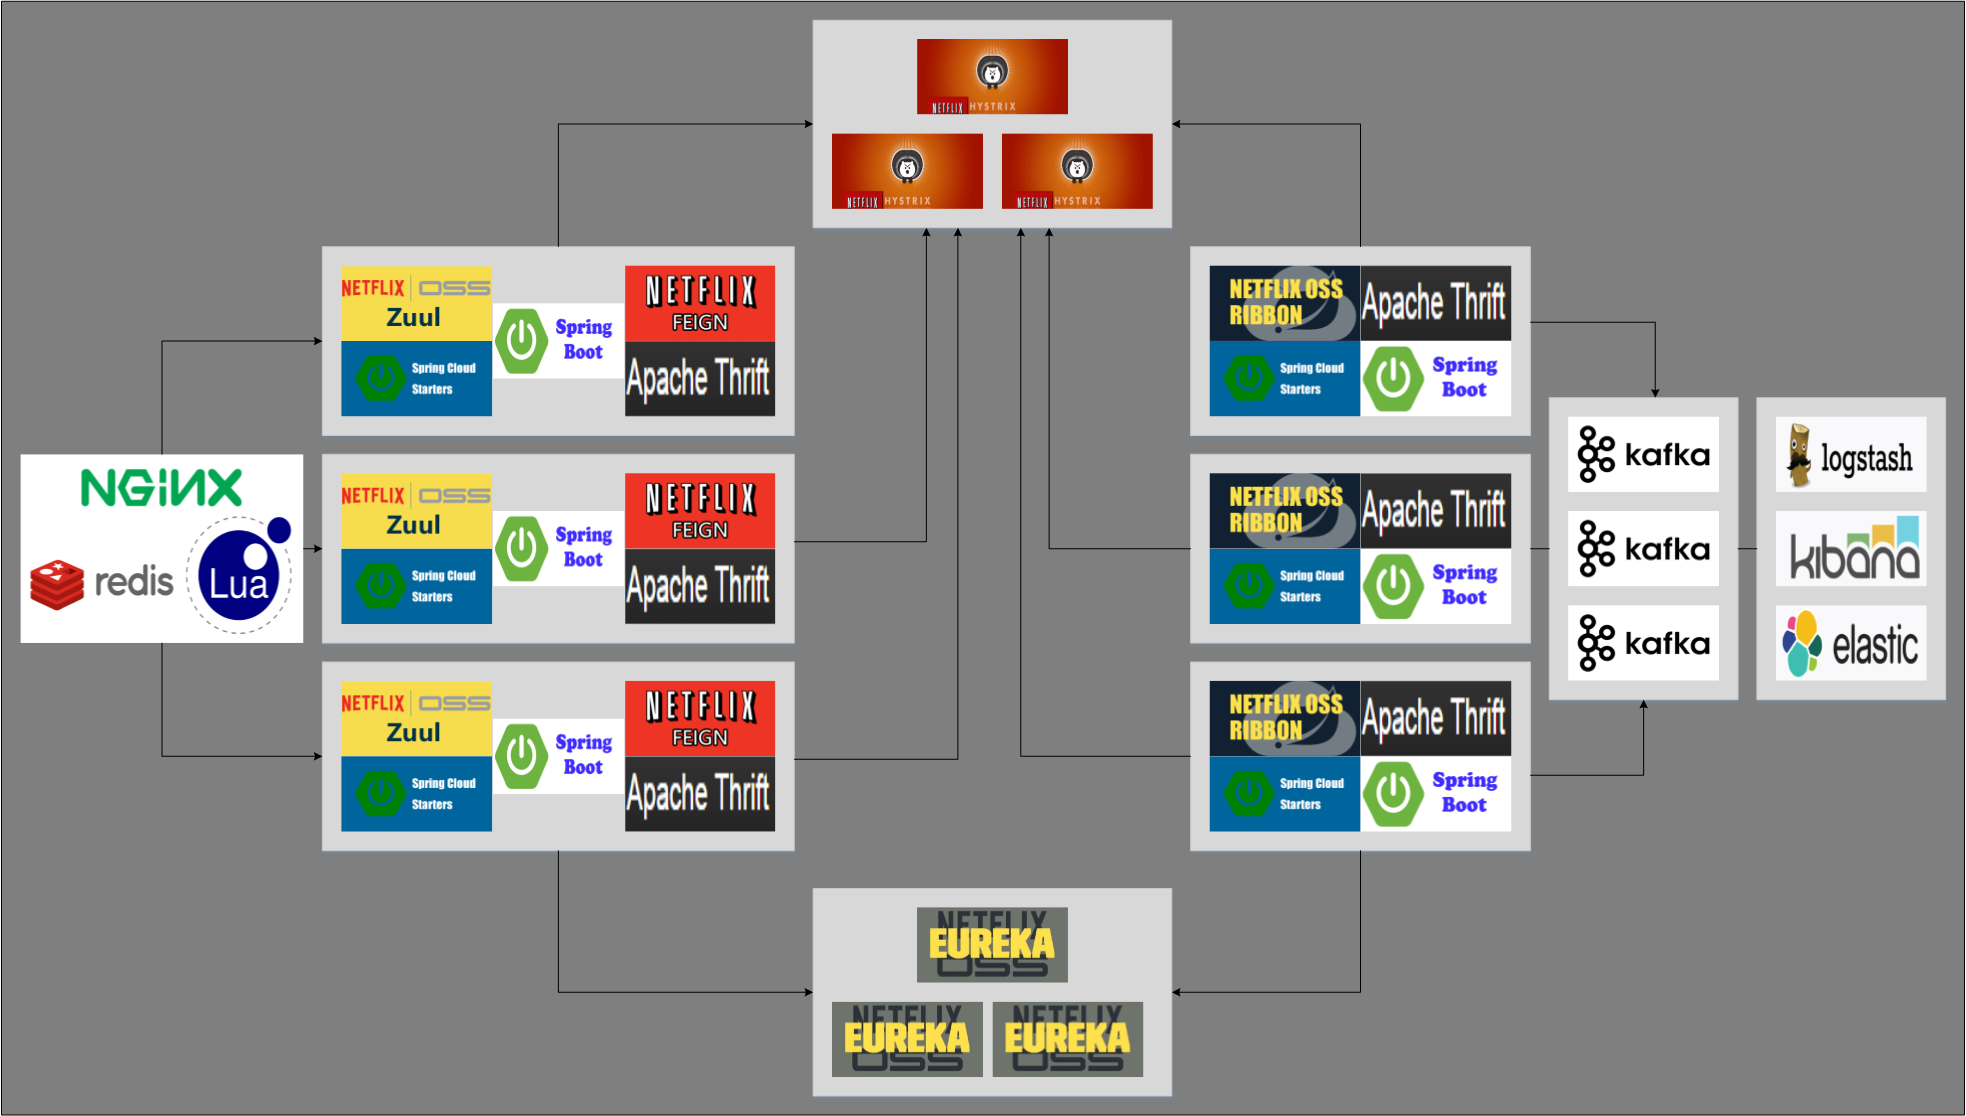 NETFLIX HYSTRIX
NETFLIX HYSTRIX
NETFLIX HYSTRIX
NETFLIX OSS
Zuul
Spring Cloud
Starters
Spring
Boot
NETFLIX
FEIGN
Apache Thrift
NETFLIX OSS
RIBBON
Apache Thrift
Spring Cloud
Starters
Spring
Boot
NGINX
redis
Lua
NETFLIX OSS
Zuul
Spring Cloud
Starters
Spring
Boot
NETFLIX
FEIGN
Apache Thrift
NETFLIX OSS
RIBBON
Apache Thrift
Spring Cloud
Starters
Spring
Boot
kafka
kafka
kafka
logstash
kibana
elastic
NETFLIX OSS
Zuul
Spring Cloud
Starters
Spring
Boot
NETFLIX
FEIGN
Apache Thrift
NETFLIX OSS
RIBBON
Apache Thrift
Spring Cloud
Starters
Spring
Boot
NETFLIX
EUREKA
OSS
NETFLIX
EUREKA
OSS
NETFLIX
EUREKA
OSS